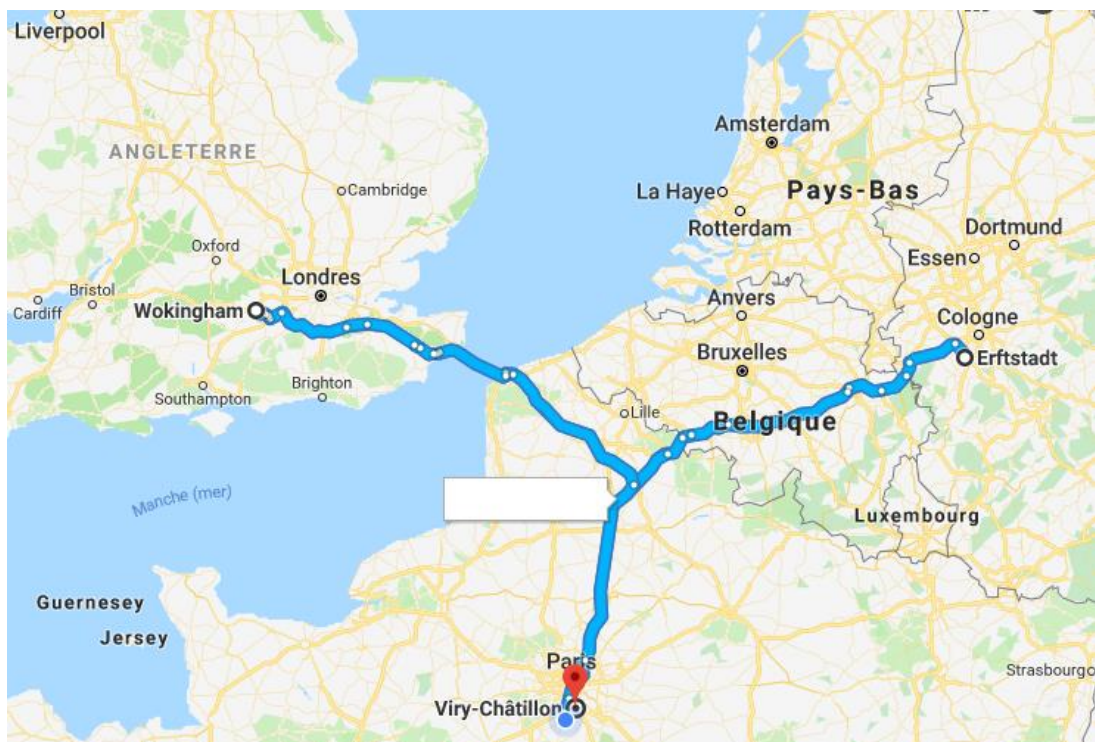 Liverpool
Amsterdam
ANGLETERRE
La Haye
Pays-Bas
Cambridge
Rotterdam
Dortmund
Oxford
Essen
Londres
Bristol
Anvers
Wokingham
Cardiff
Cologne
Bruxelles
Erftstadt
Brighton
Southampton
Lille
Belgique
Manche (mer)
Luxembourg
Guernesey
Jersey
Paris
Strasbourg
Viry-Châtillon